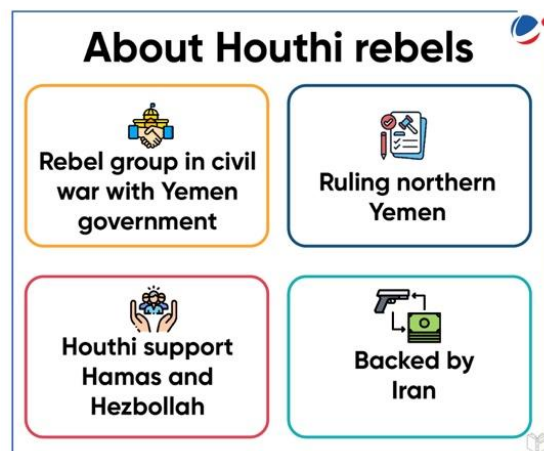 About Houthi rebels
Rebel group in civil
war with Yemen
government
Ruling northern
Yemen
Houthi support
Hamas and
Hezbollah
Backed by
Iran